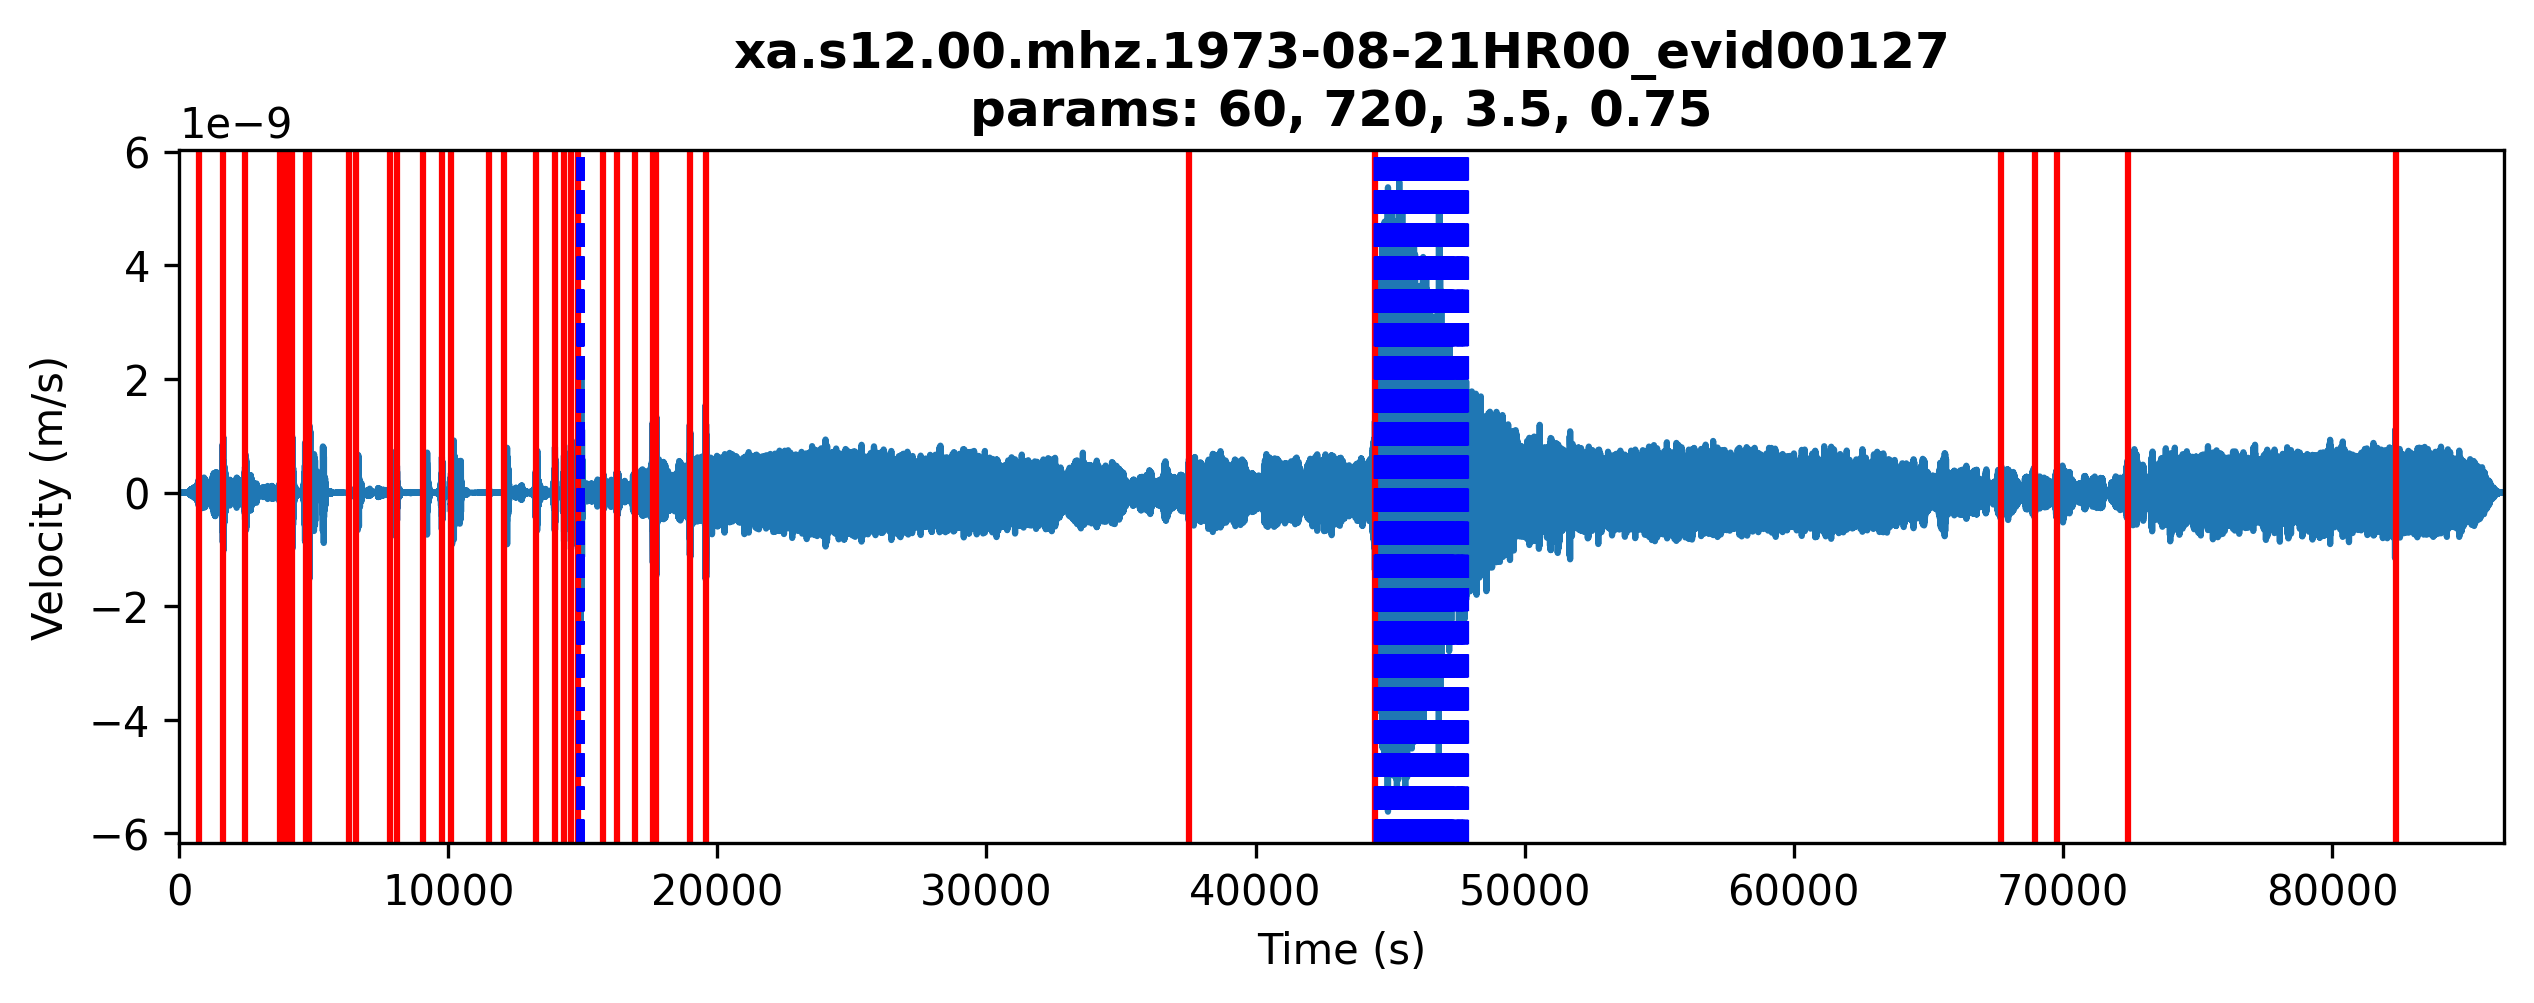 xa.s12.00.mhz.1973-08-21HR00_evid00127
params: 60, 720, 3.5, 0.75
1e−9
6
4
2
0
−2
−4
−6
Velocity (m/s)
0 10000 20000 30000 40000 50000 60000 70000 80000
Time (s)